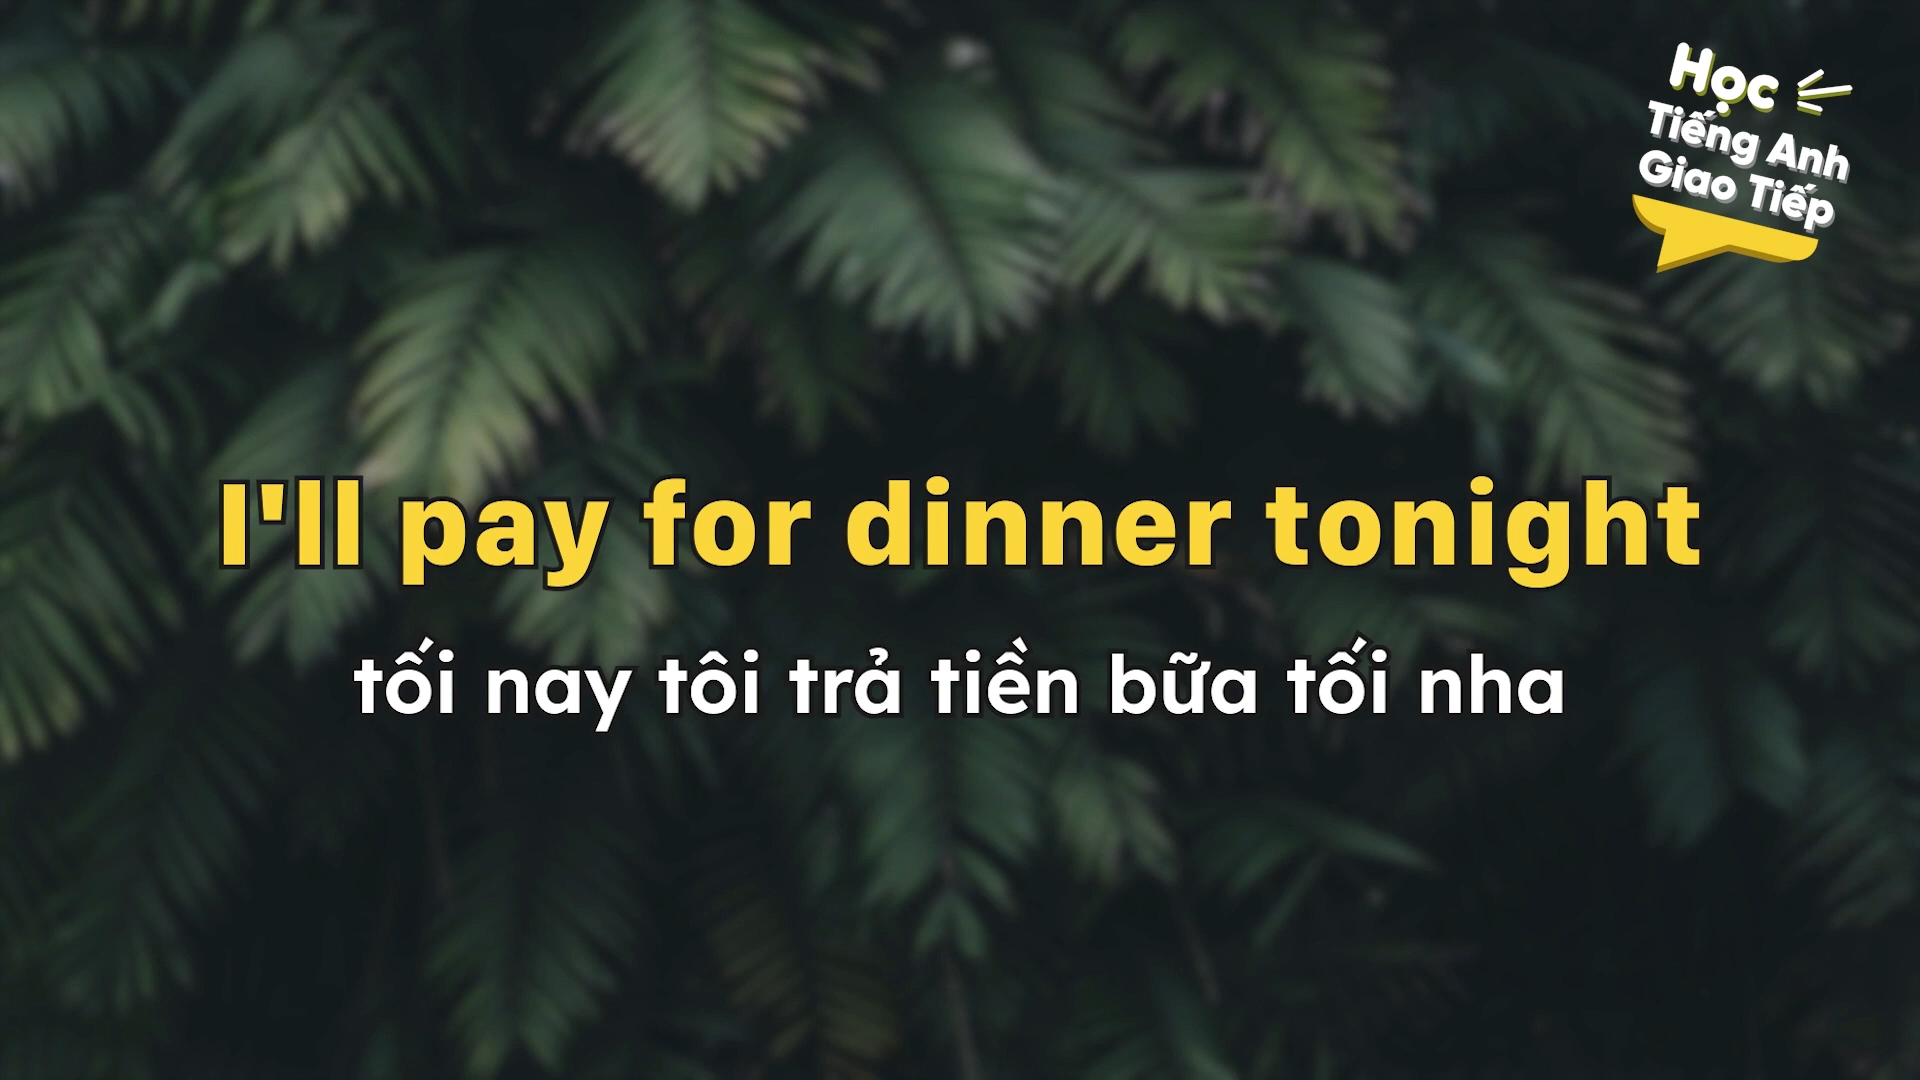 Học
Tiếng Anh
Giao Tiếp
I'll pay for dinner tonight
tối nay tôi trả tiền bữa tối nha